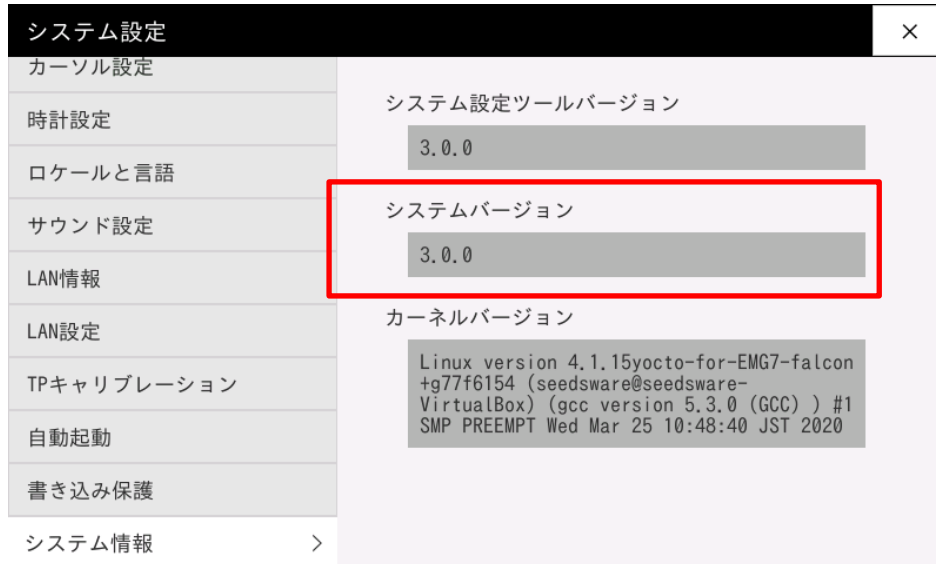 システム設定
×
カーソル設定
時計設定
ロケールと言語
サウンド設定
LAN情報
LAN設定
TPキャリブレーション
自動起動
書き込み保護
システム情報
システム設定ツールバージョン
3.0.0
システムバージョン
3.0.0
カーネルバージョン
Linux version 4.1.15yocto-for-EMG7-falcon
+g77f6154 (seedsware@seedsware-
VirtualBox) (gcc version 5.3.0 (GCC) ) #1
SMP PREEMPT Wed Mar 25 10:48:40 JST 2020